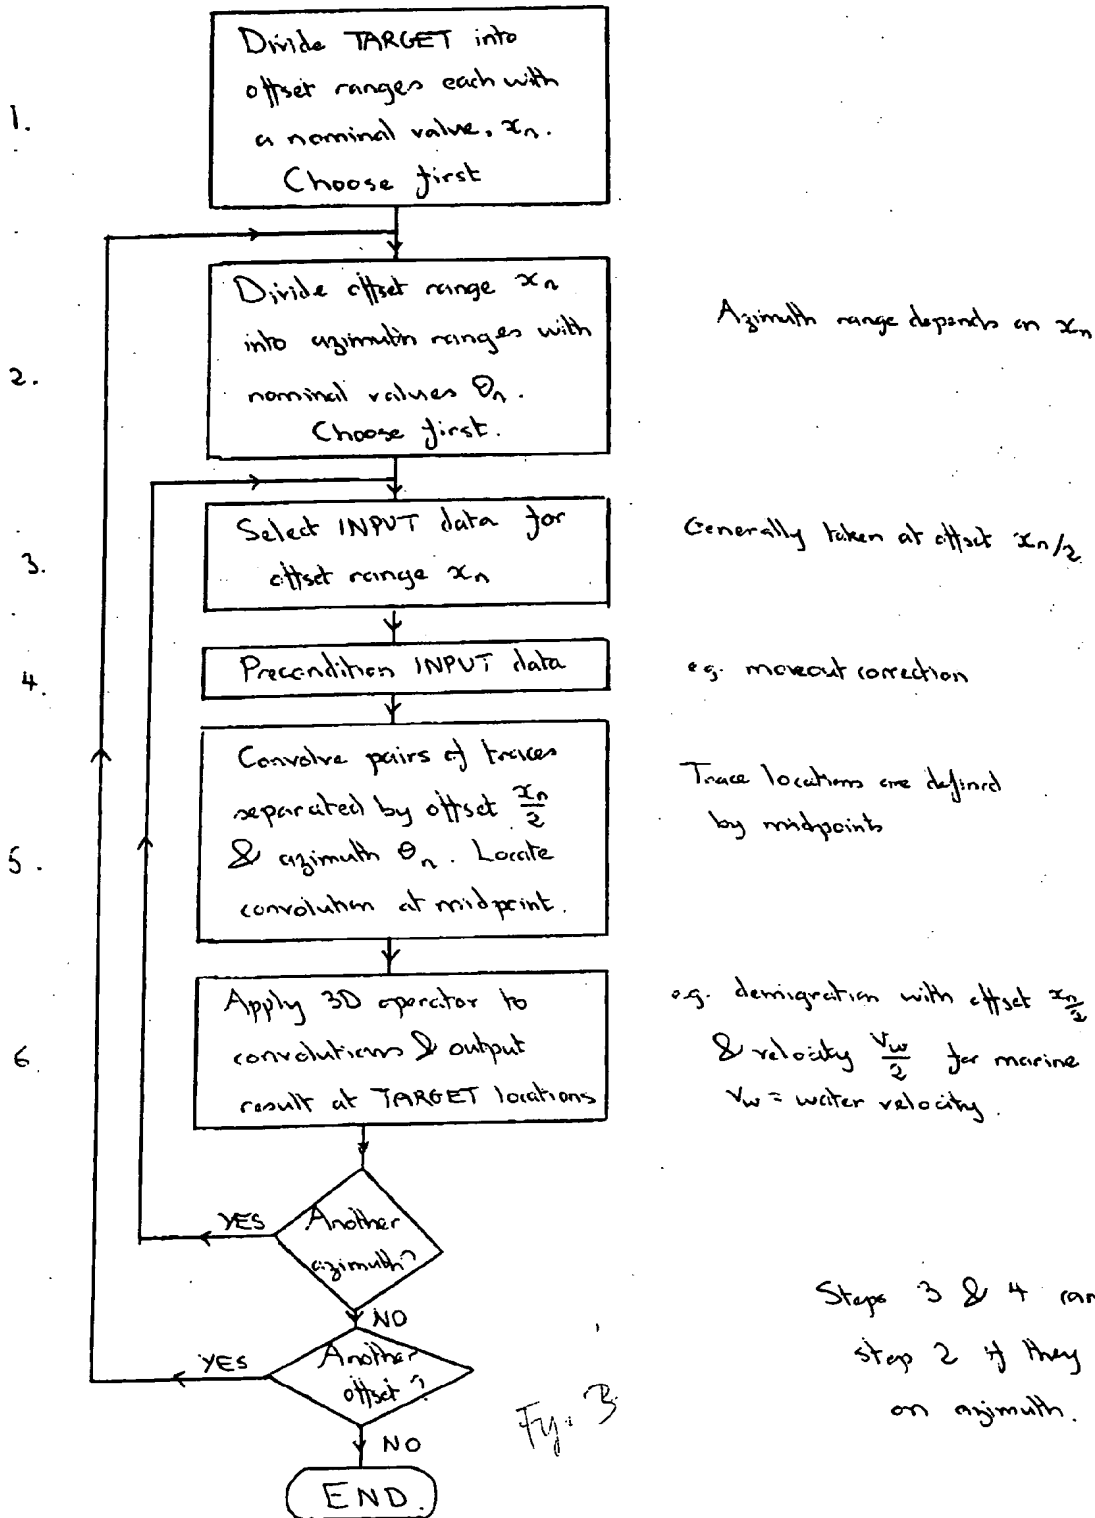 1.
Divide TARGET into
offset ranges each with
a nominal value, xn.
Choose first
2.
Divide offset range xn
into azimuth ranges with
nominal values θn.
Choose first.
Azimuth range depends on xn
3.
Select INPUT data for
offset range xn
Generally taken at offset xn/2
4.
Precondition INPUT data
e.g. moveout correction
5.
Convolve pairs of traces
separated by offset xn/2
& azimuth θn. Locate
convolution at midpoint.
Trace locations are defined
by midpoints
6
Apply 3D operator to
convolutions & output
result at TARGET locations
e.g. demigration with offset xn/2
& velocity vw/2 for marine
vw = water velocity.
YES
Another
azimuth?
NO
YES
Another
offset?
NO
END.
Steps 3 & 4 can
step 2 if they
on azimuth.
Fig. 3